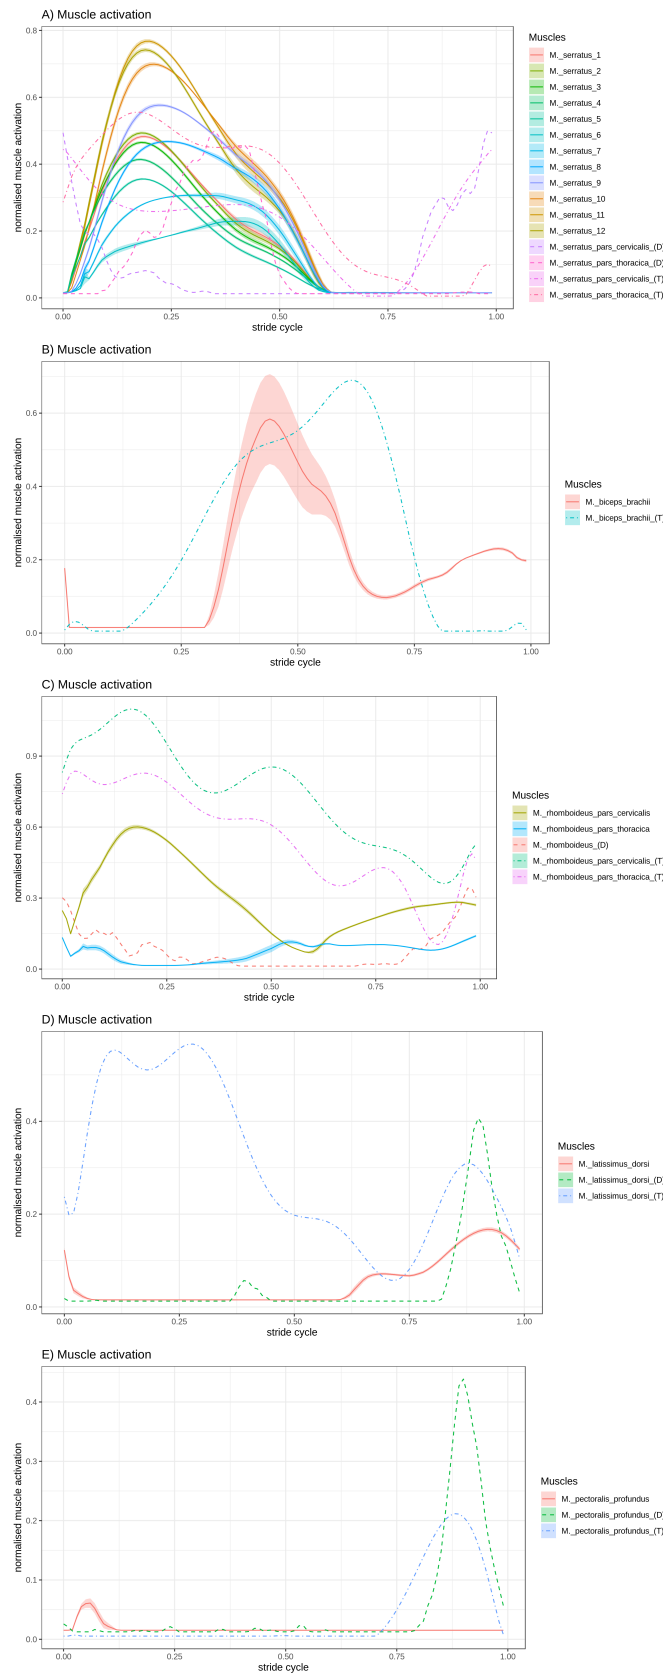 A) Muscle activation
normalised muscle activation
0.8
0.6
0.4
0.2
0.0
0.00
0.25
0.50
0.75
1.00
stride cycle
Muscles
M._serratus_1
M._serratus_2
M._serratus_3
M._serratus_4
M._serratus_5
M._serratus_6
M._serratus_7
M._serratus_8
M._serratus_9
M._serratus_10
M._serratus_11
M._serratus_12
M._serratus_pars_cervicalis_(D)
M._serratus_pars_thoracica_(D)
M._serratus_pars_cervicalis_(T)
M._serratus_pars_thoracica_(T)
B) Muscle activation
normalised muscle activation
0.6
0.4
0.2
0.0
0.00
0.25
0.50
0.75
1.00
stride cycle
Muscles
M._biceps_brachii
M._biceps_brachii_(T)
C) Muscle activation
normalised muscle activation
0.9
0.6
0.3
0.0
0.00
0.25
0.50
0.75
1.00
stride cycle
Muscles
M._rhomboideus_pars_cervicalis
M._rhomboideus_pars_thoracica
M._rhomboideus_(D)
M._rhomboideus_pars_cervicalis_(T)
M._rhomboideus_pars_thoracica_(T)
D) Muscle activation
normalised muscle activation
0.4
0.2
0.0
0.00
0.25
0.50
0.75
1.00
stride cycle
Muscles
M._latissimus_dorsi
M._latissimus_dorsi_(D)
M._latissimus_dorsi_(T)
E) Muscle activation
normalised muscle activation
0.4
0.3
0.2
0.1
0.0
0.00
0.25
0.50
0.75
1.00
stride cycle
Muscles
M._pectoralis_profundus
M._pectoralis_profundus_(D)
M._pectoralis_profundus_(T)